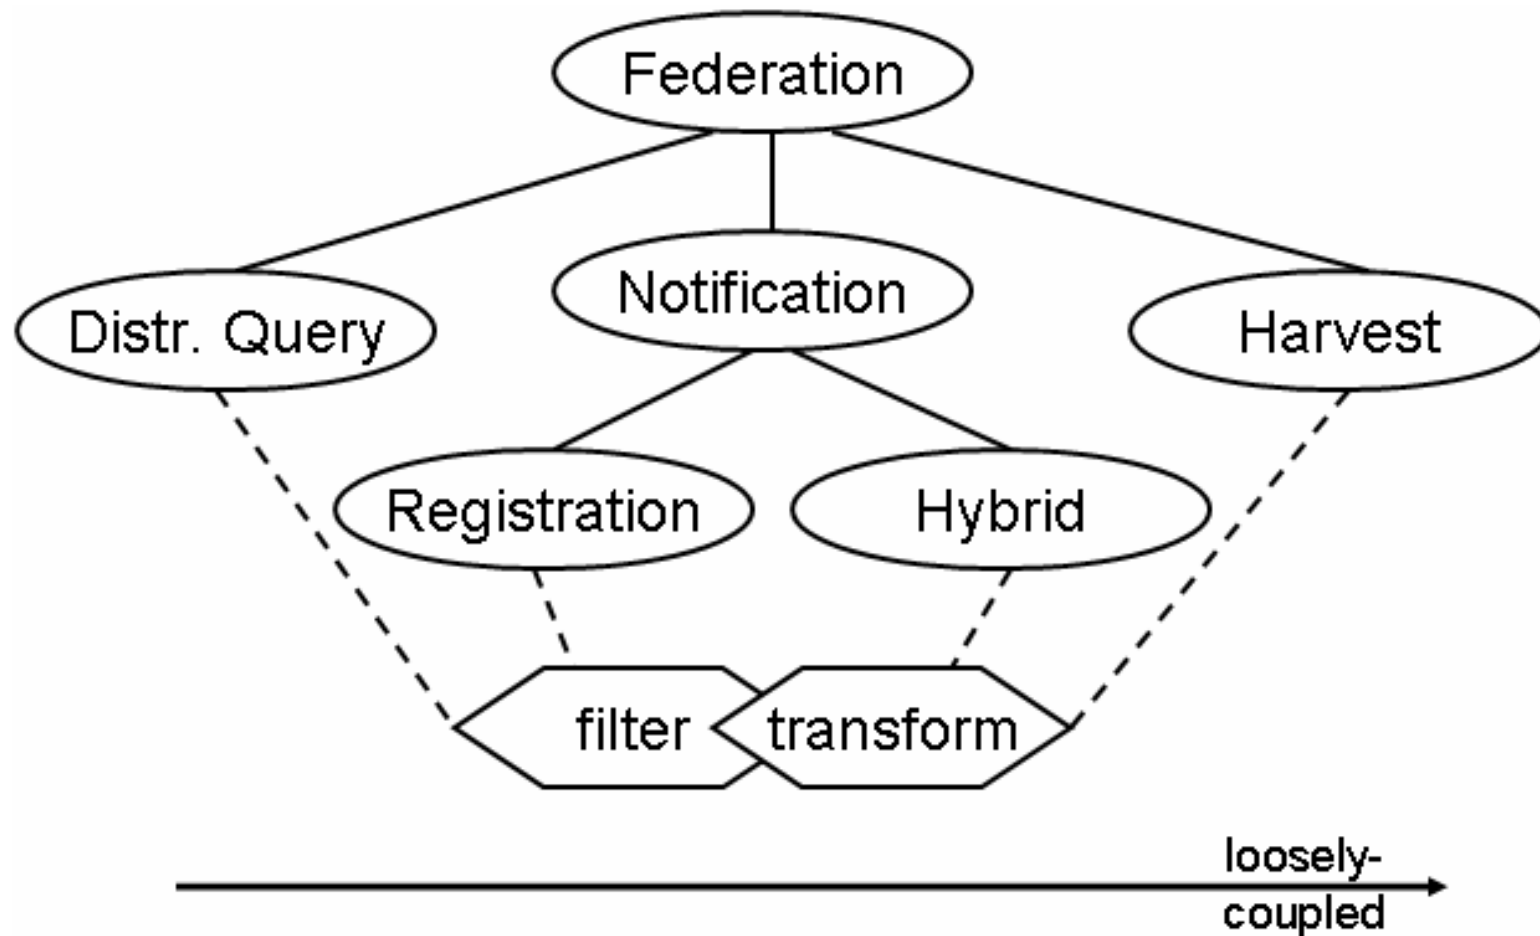 Federation
Notification
Distr. Query
Harvest
Registration
Hybrid
filter
transform
loosely-
coupled